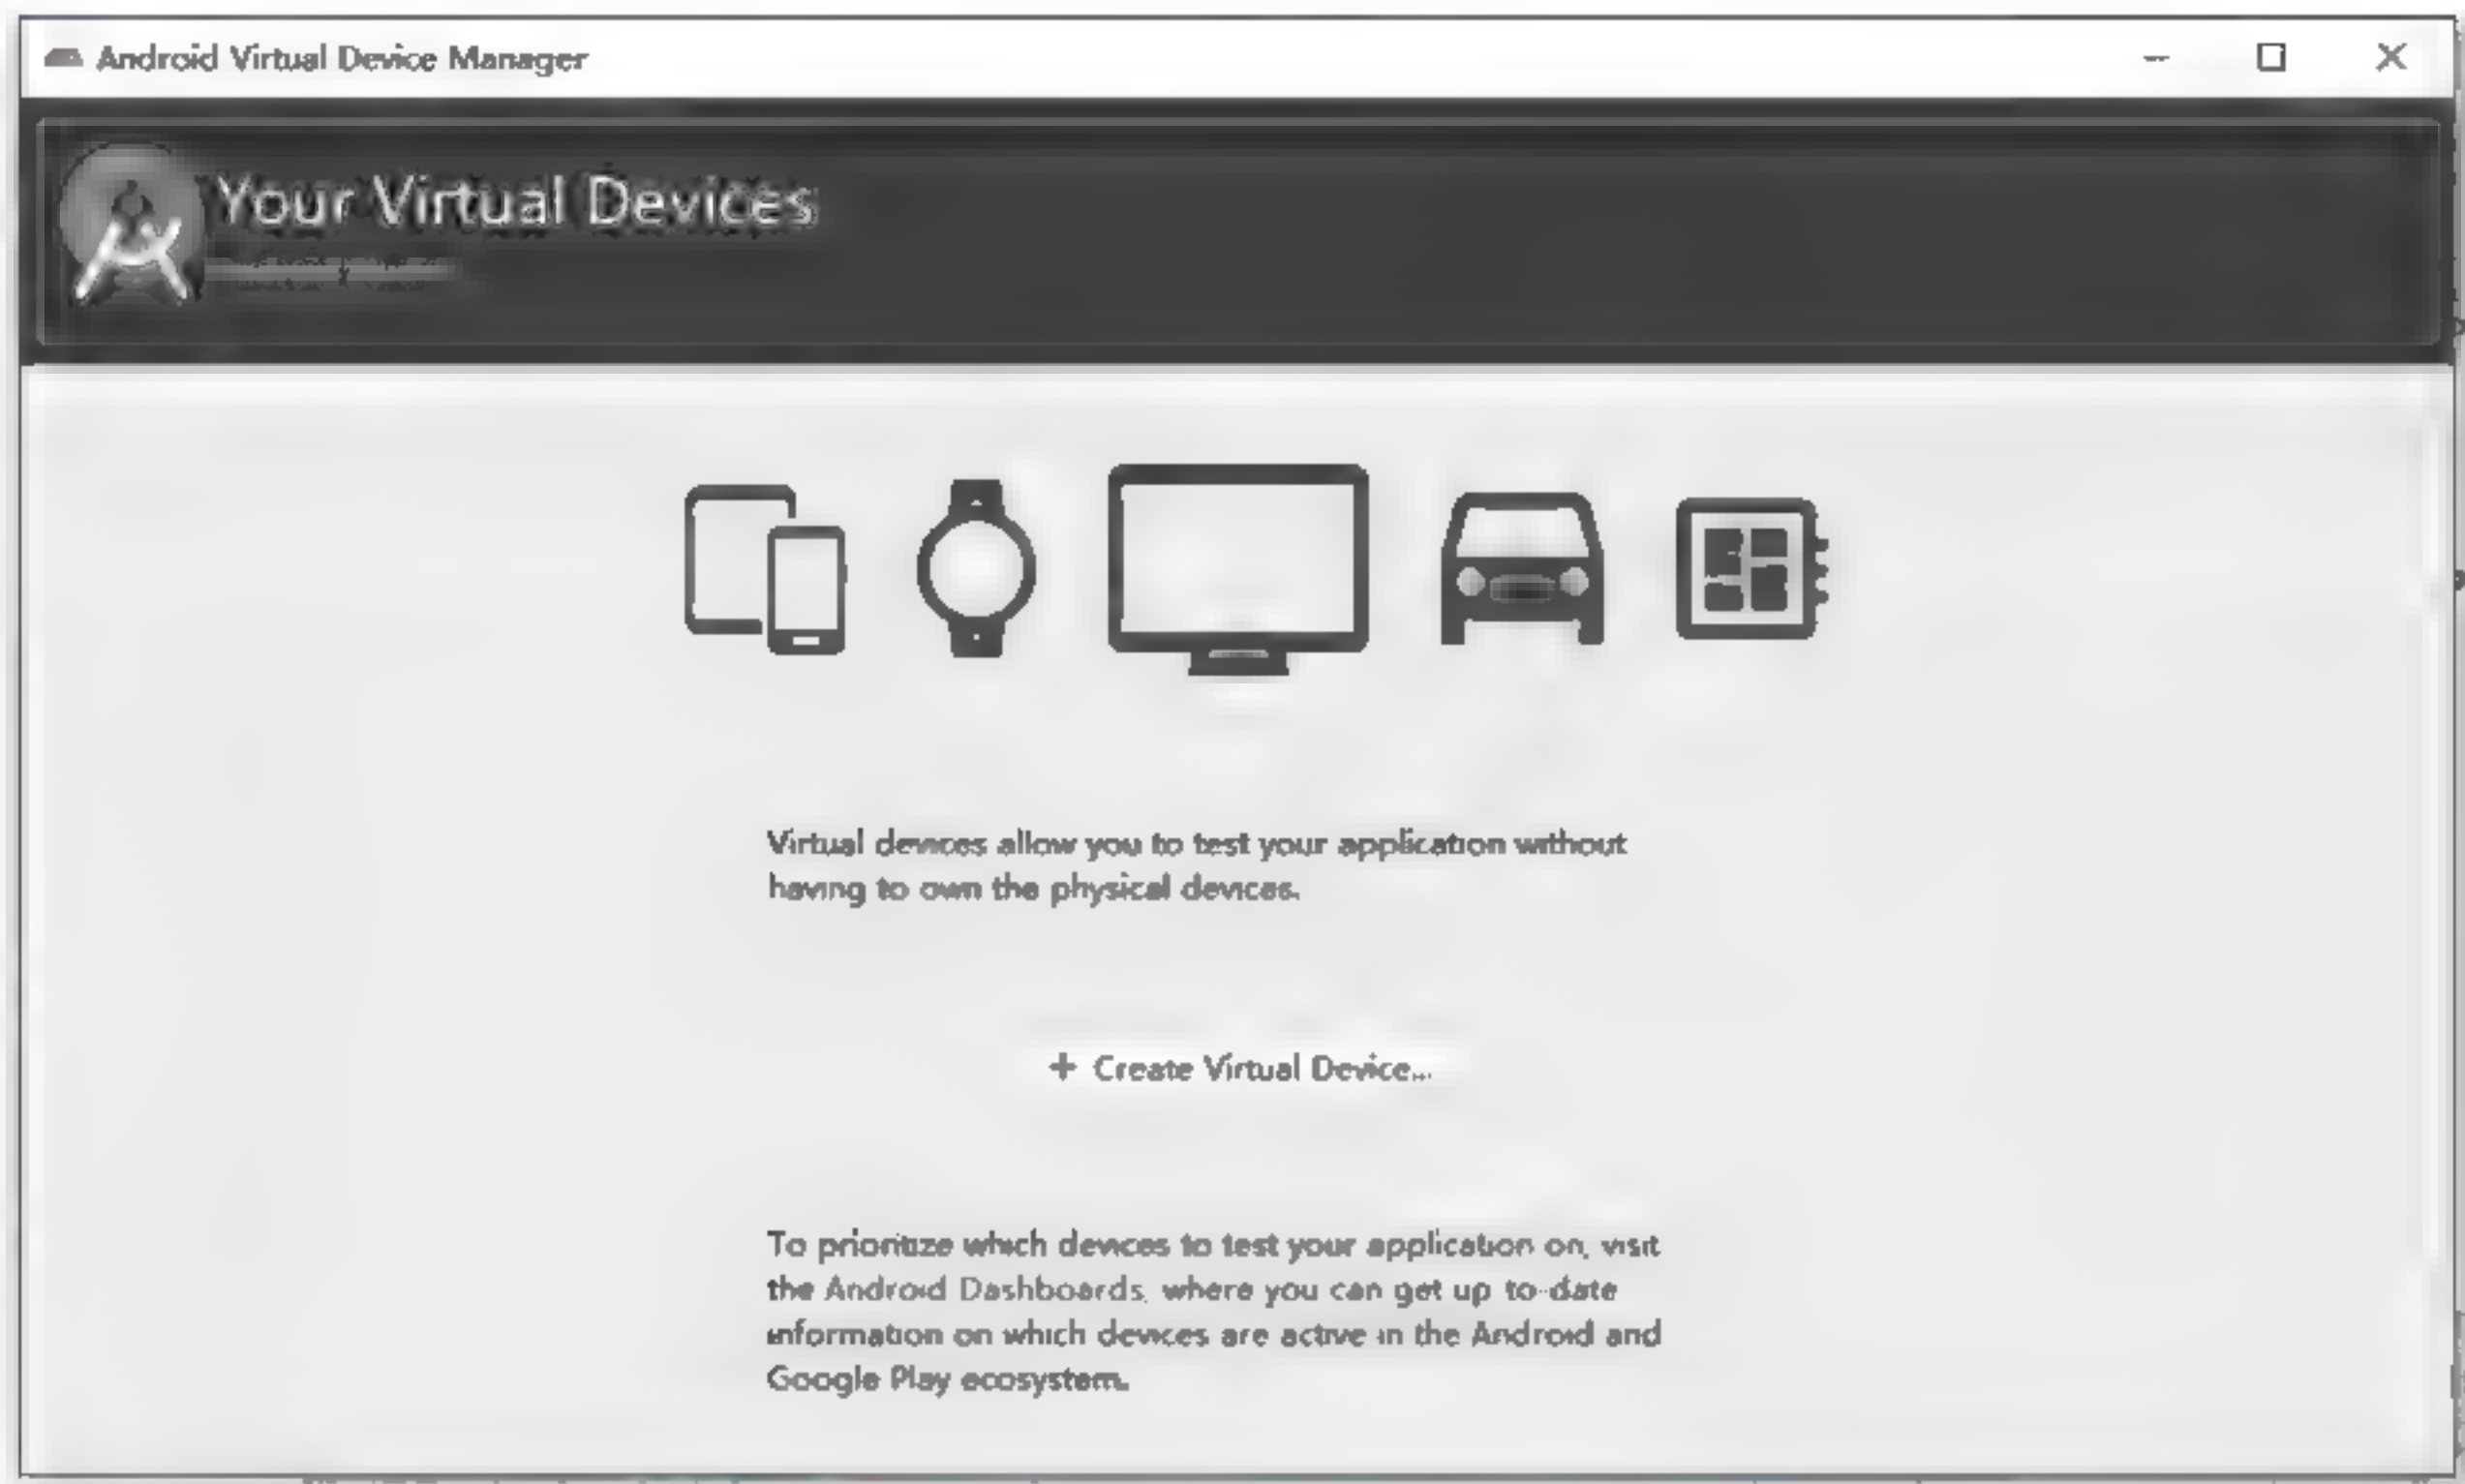 Android Virtual Device Manager
Your Virtual Devices
Virtual devices allow you to test your application without
having to own the physical devices.
+ Create Virtual Device...
To prioritize which devices to test your application on, visit
the Android Dashboards, where you can get up-to-date
information on which devices are active in the Android and
Google Play ecosystem.